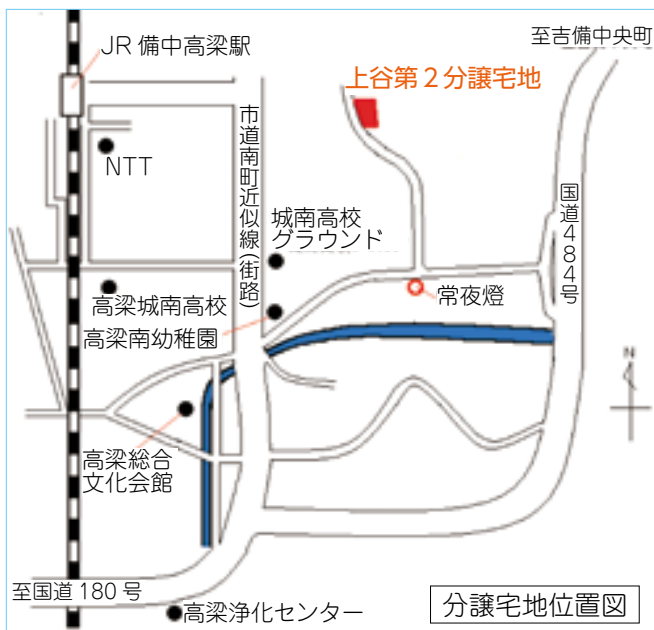 JR 備中高梁駅
至吉備中央町
上谷第２分譲宅地
市道南町近似線(街路)
NTT
国道４８４号
城南高校
グラウンド
常夜燈
高梁城南高校
高梁南幼稚園
N
高梁総合
文化会館
至国道 180 号
高梁浄化センター
分譲宅地位置図